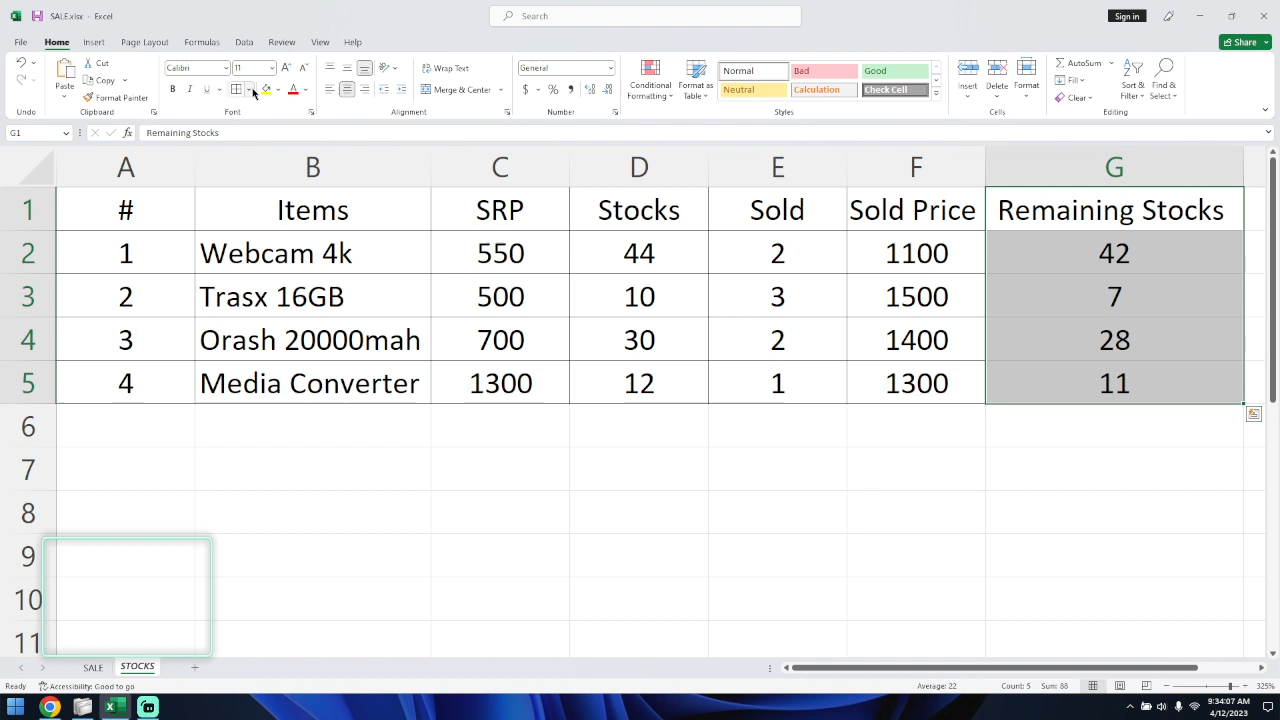 SALE.xlsx - Excel
Search
Sign in
File Home Insert Page Layout Formulas Data Review View Help
Share
Cut
Copy
Format Painter
Paste
Calibri 11
Wrap Text
Merge & Center
General
Conditional Formatting
Format as Table
Normal Bad Good
Neutral Calculation Check Cell
Insert Delete Format
AutoSum
Fill
Clear
Sort & Filter
Find & Select
Undo Clipboard Font Alignment Number Styles Cells Editing
G1 fx Remaining Stocks
A B C D E F G
1 # Items SRP Stocks Sold Sold Price Remaining Stocks
2 1 Webcam 4k 550 44 2 1100 42
3 2 Trasx 16GB 500 10 3 1500 7
4 3 Orash 20000mah 700 30 2 1400 28
5 4 Media Converter 1300 12 1 1300 11
6
7
8
9
10
11
SALE STOCKS
Ready Accessibility: Good to go Average: 22 Count: 5 Sum: 88 325%
9:34:07 AM
4/12/2023